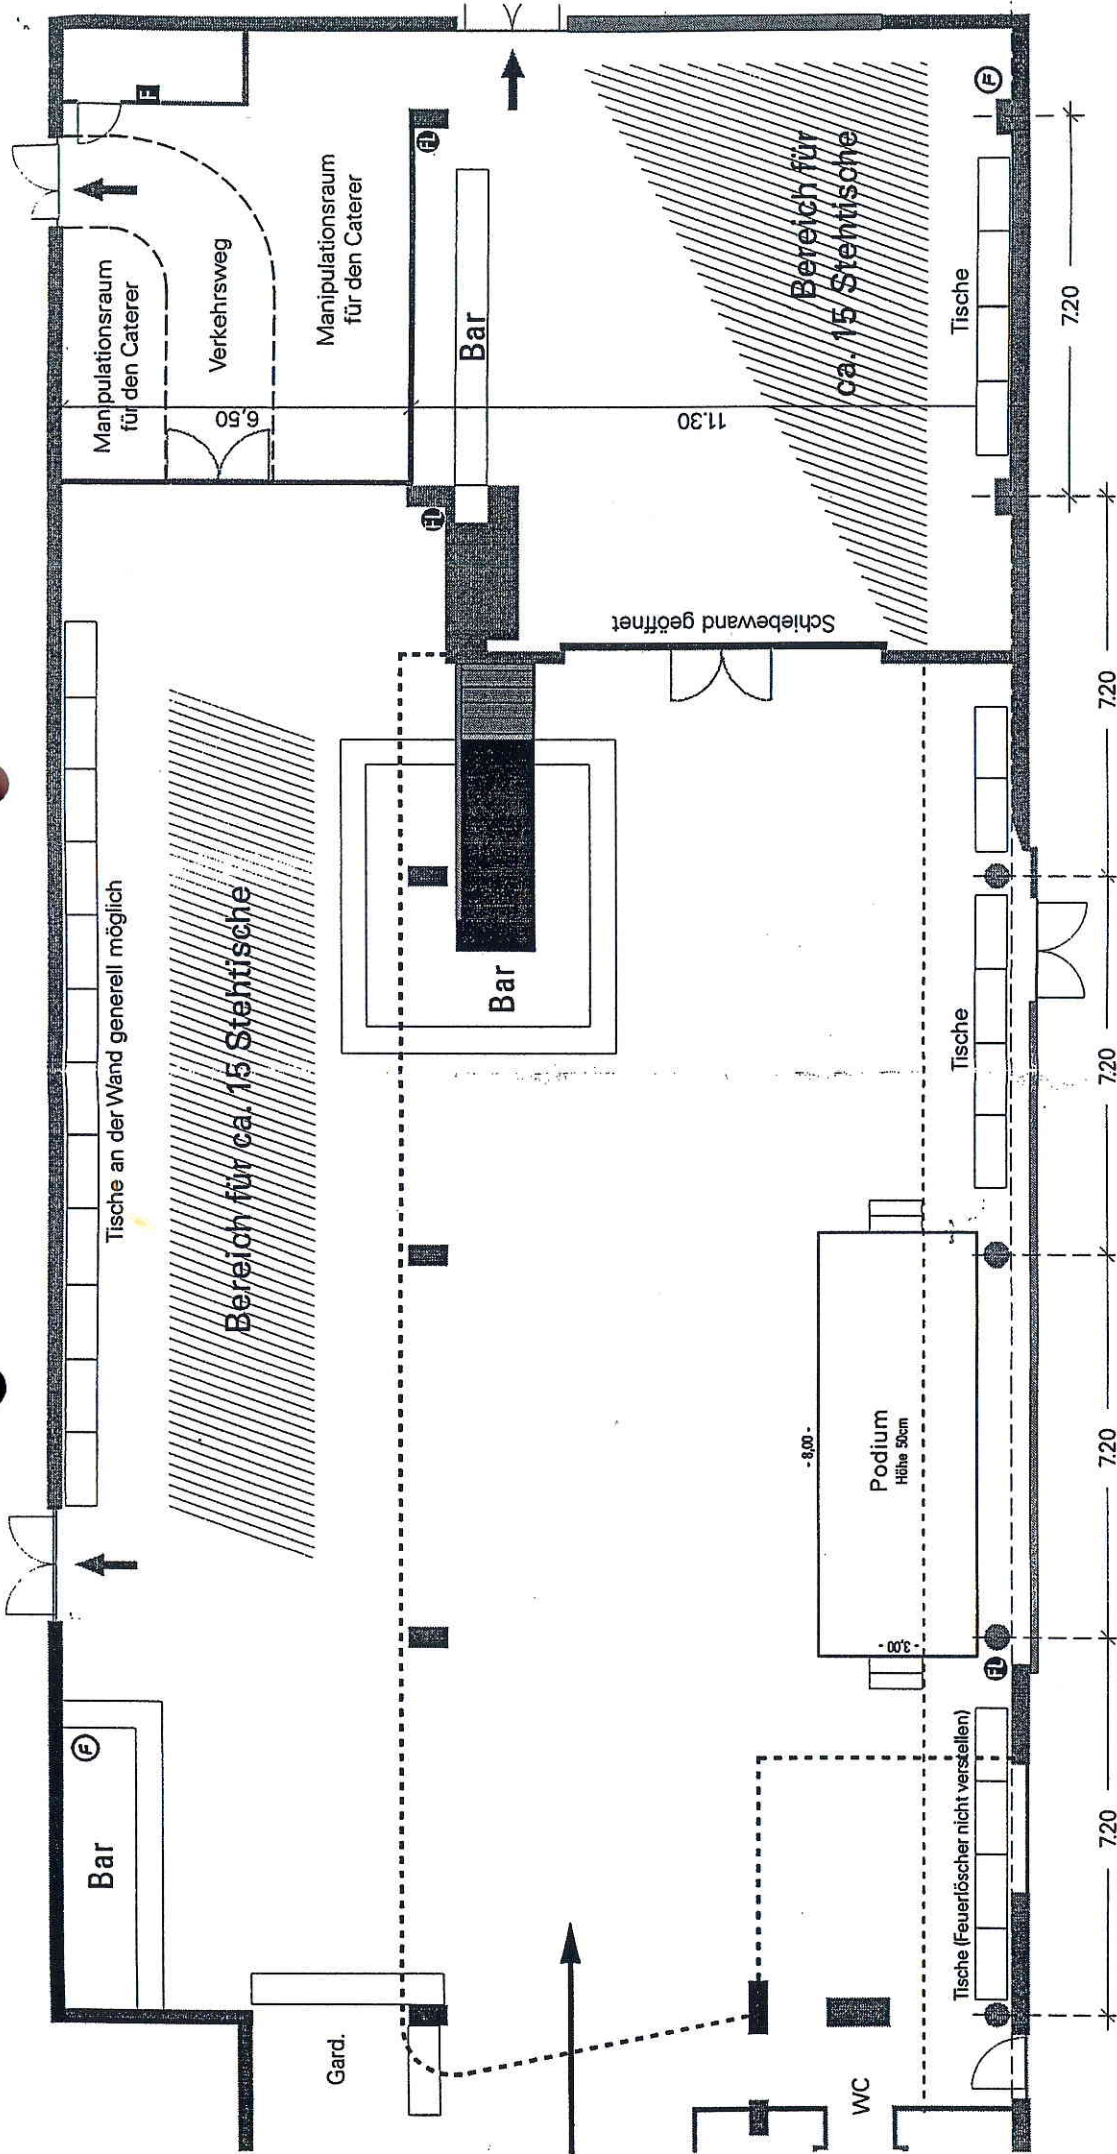 Manipulationsraum
für den Caterer
Verkehrsweg
Manipulationsraum
für den Caterer
6,50
F
FL
Bar
11.30
Bereich für
ca. 15 Stehtische
F
Tische
7.20
FL
Schiebewand geöffnet
Tische an der Wand generell möglich
Bereich für ca. 15 Stehtische
Bar
Tische
7.20
7.20
- 8,00 -
Podium
Höhe 50cm
- 3,00 -
7.20
FL
F
Bar
Tische (Feuerlöscher nicht verstellen)
7.20
Gard.
WC